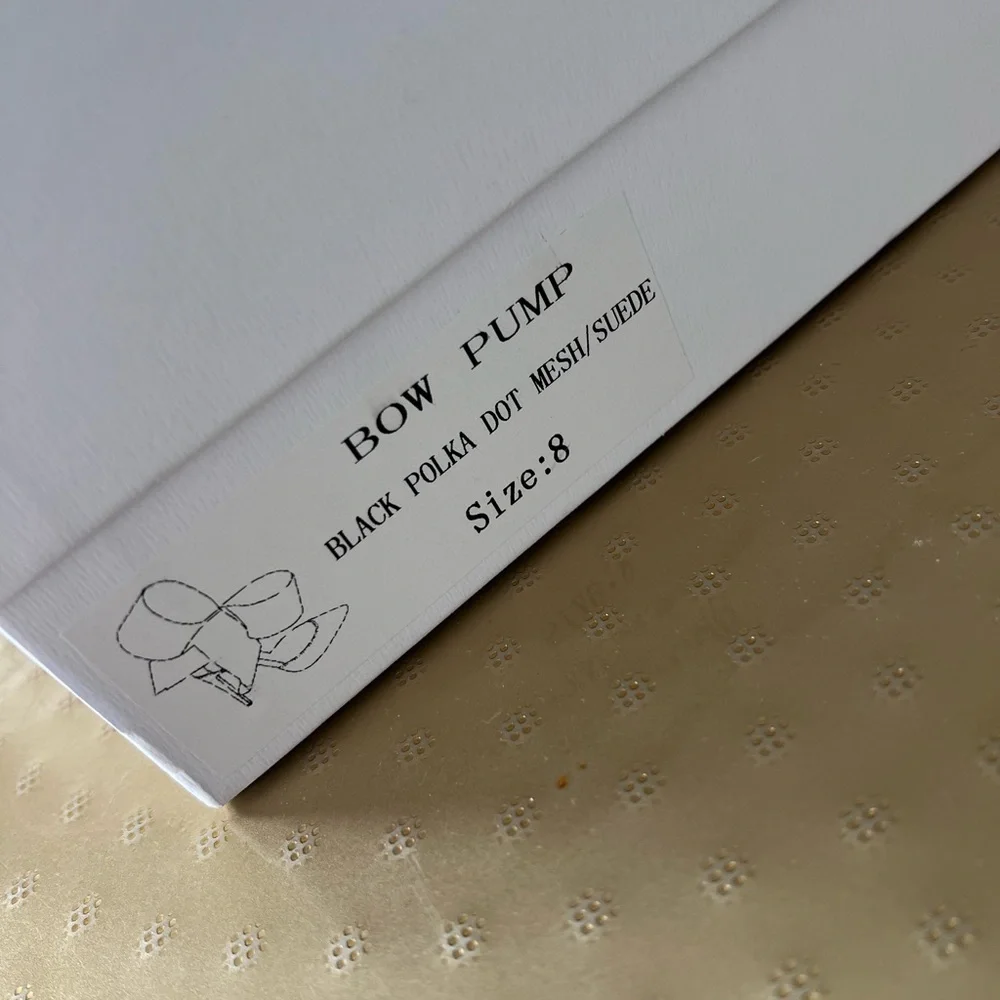 BOW PUMP
BLACK POLKA DOT MESH/SUEDE
Size:8